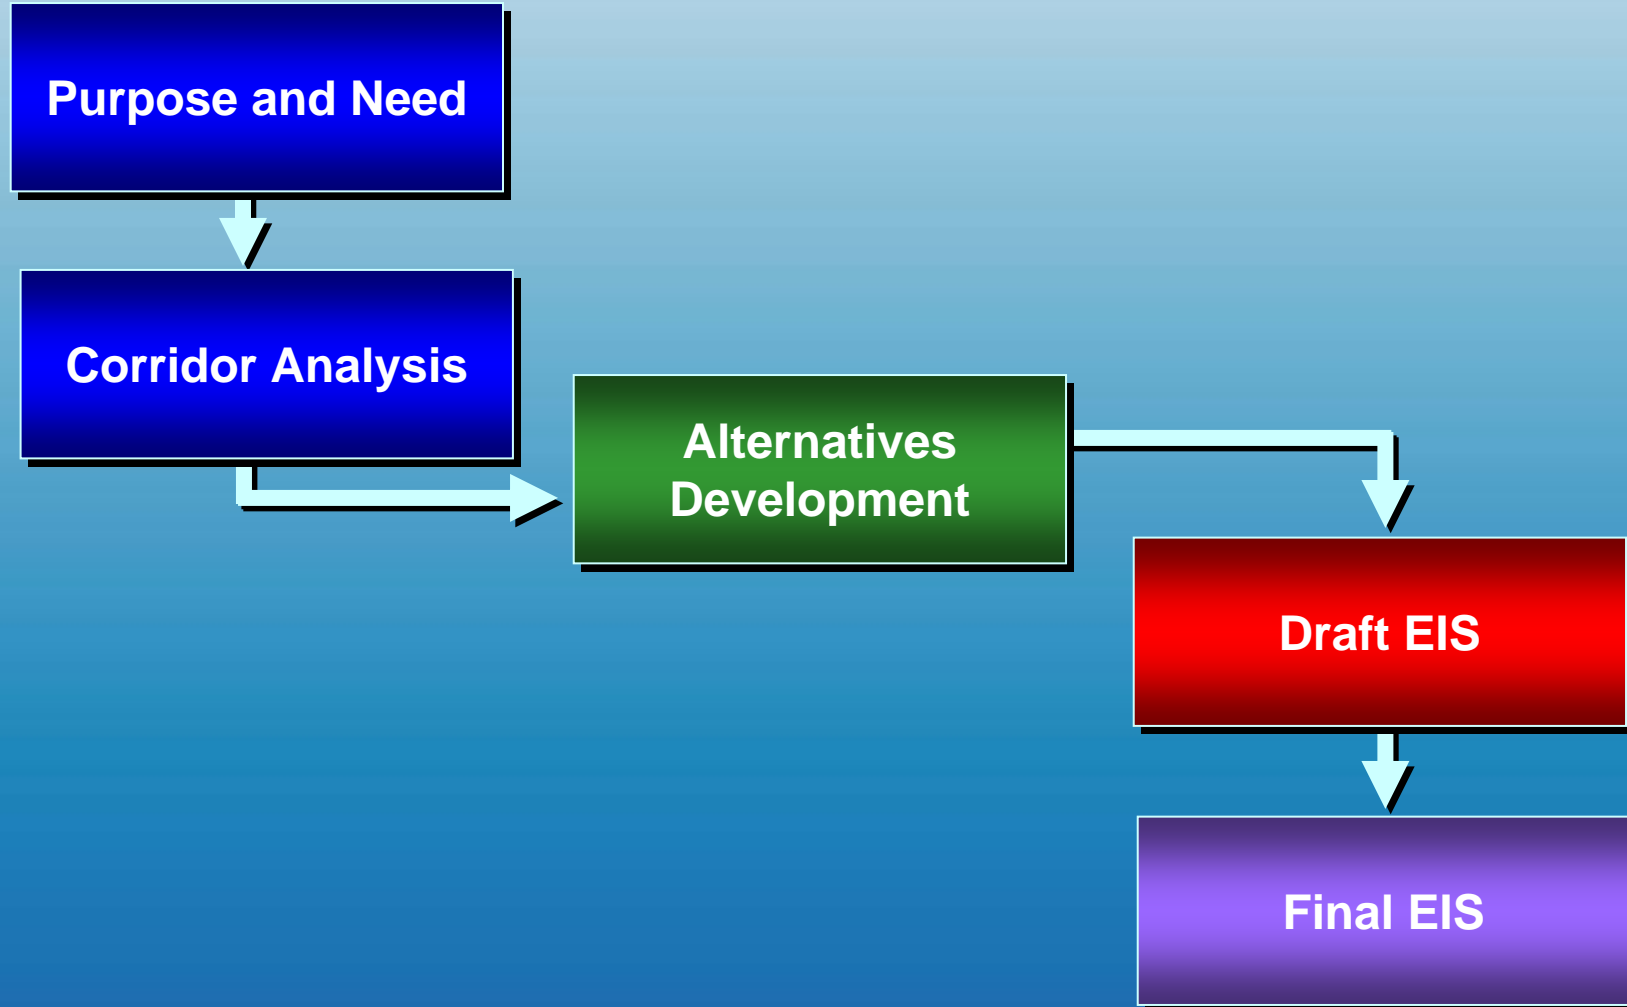 Purpose and Need
Corridor Analysis
Alternatives
Development
Draft EIS
Final EIS